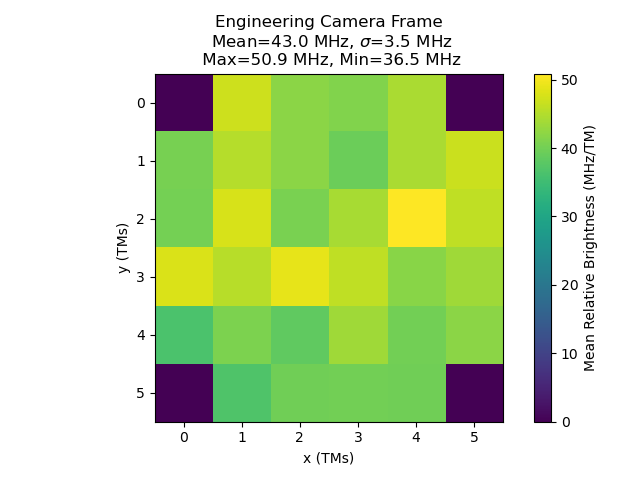 Engineering Camera Frame
Mean=43.0 MHz, σ=3.5 MHz
Max=50.9 MHz, Min=36.5 MHz
0
1
2
3
4
5
y (TMs)
0 1 2 3 4 5
x (TMs)
50
40
30
20
10
0
Mean Relative Brightness (MHz/TM)